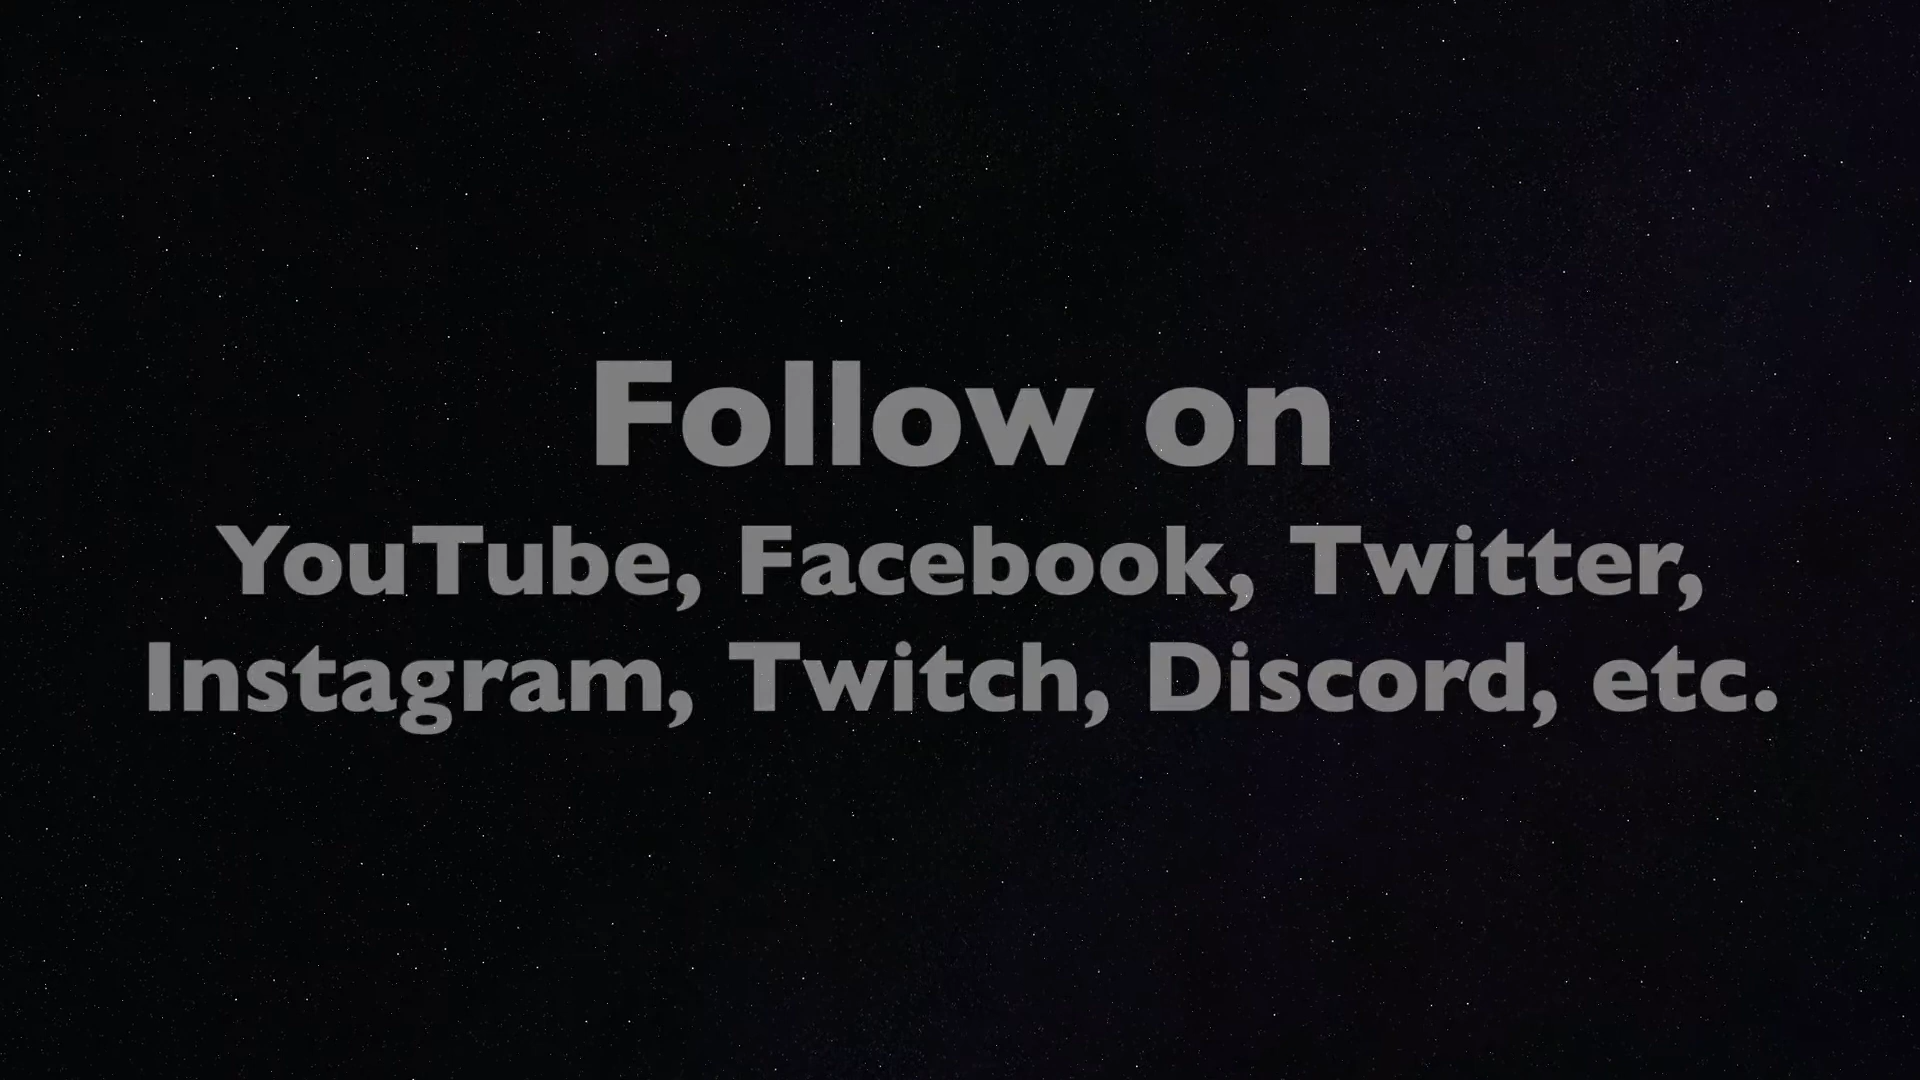 Follow on
YouTube, Facebook, Twitter,
Instagram, Twitch, Discord, etc.